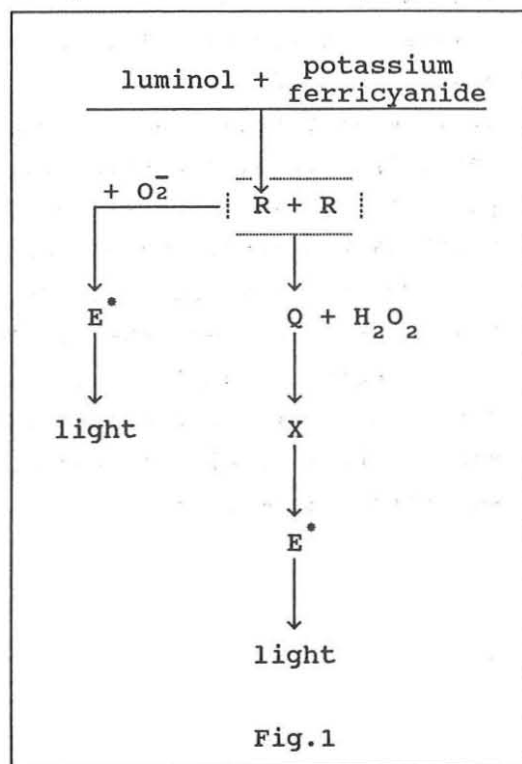 luminol + potassium ferricyanide
+ O₂⁻
R + R
E* Q + H₂O₂
light X
E*
light
Fig.1